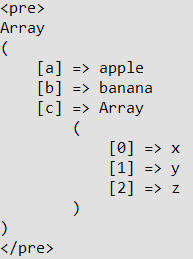 <pre>
Array
(
    [a] => apple
    [b] => banana
    [c] => Array
        (
            [0] => x
            [1] => y
            [2] => z
        )
)
</pre>